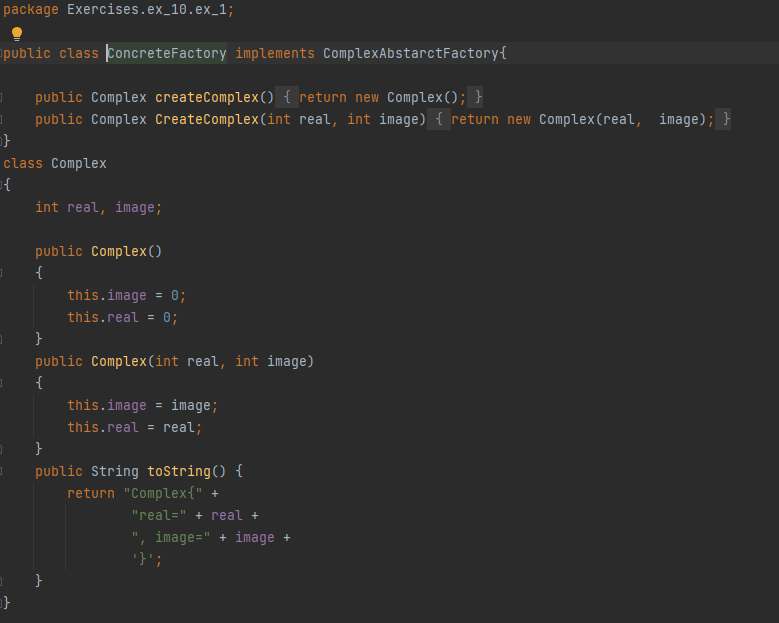 package Exercises.ex_10.ex_1;
public class ConcreteFactory implements ComplexAbstarctFactory{
public Complex createComplex() { return new Complex(); }
public Complex CreateComplex(int real, int image) { return new Complex(real,  image); }
}
class Complex
{
int real, image;
public Complex()
{
this.image = 0;
this.real = 0;
}
public Complex(int real, int image)
{
this.image = image;
this.real = real;
}
public String toString() {
return "Complex{" +
"real=" + real +
", image=" + image +
'}';
}
}